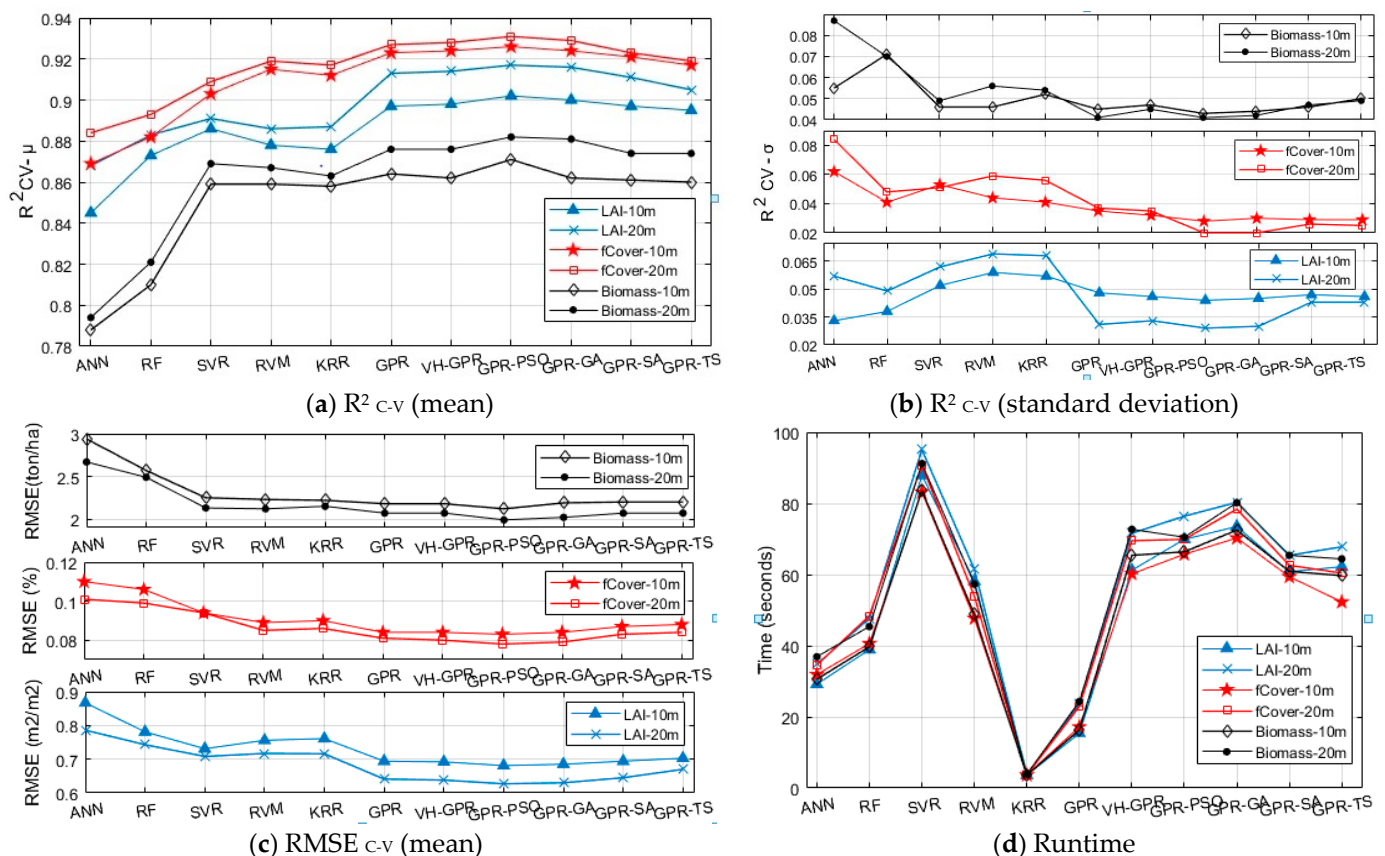 R²CV- μ
0.94
0.92
0.9
0.88
0.86
0.84
0.82
0.8
0.78
LAI-10m
LAI-20m
fCover-10m
fCover-20m
Biomass-10m
Biomass-20m
ANN RF SVR RVM KRR GPR VH-GPR GPR-PSO GPR-GA GPR-SA GPR-TS
(a) R² C-V (mean)
R² CV - σ
0.08
0.07
0.06
0.05
0.04
Biomass-10m
Biomass-20m
0.08
0.06
0.04
0.02
fCover-10m
fCover-20m
0.065
0.05
0.035
0.02
LAI-10m
LAI-20m
ANN RF SVR RVM KRR GPR VH-GPR GPR-PSO GPR-GA GPR-SA GPR-TS
(b) R² C-V (standard deviation)
RMSE(ton/ha)
3
2.5
2
Biomass-10m
Biomass-20m
ANN RF SVR RVM KRR GPR VH-GPR GPR-PSO GPR-GA GPR-SA GPR-TS
RMSE (%)
0.12
0.1
0.08
fCover-10m
fCover-20m
ANN RF SVR RVM KRR GPR VH-GPR GPR-PSO GPR-GA GPR-SA GPR-TS
RMSE (m2/m2)
0.9
0.8
0.7
0.6
LAI-10m
LAI-20m
ANN RF SVR RVM KRR GPR VH-GPR GPR-PSO GPR-GA GPR-SA GPR-TS
(c) RMSE C-V (mean)
Time (seconds)
100
80
60
40
20
0
LAI-10m
LAI-20m
fCover-10m
fCover-20m
Biomass-10m
Biomass-20m
ANN RF SVR RVM KRR GPR VH-GPR GPR-PSO GPR-GA GPR-SA GPR-TS
(d) Runtime